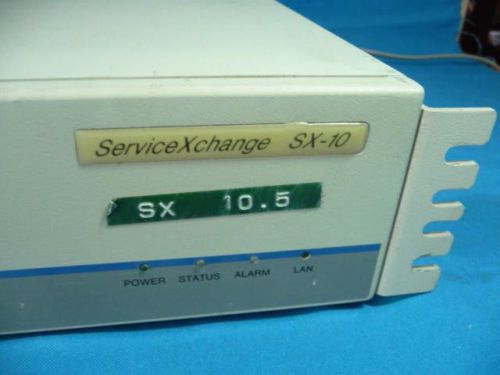 ServiceXchange SX-10
SX 10.5
POWER STATUS ALARM LAN